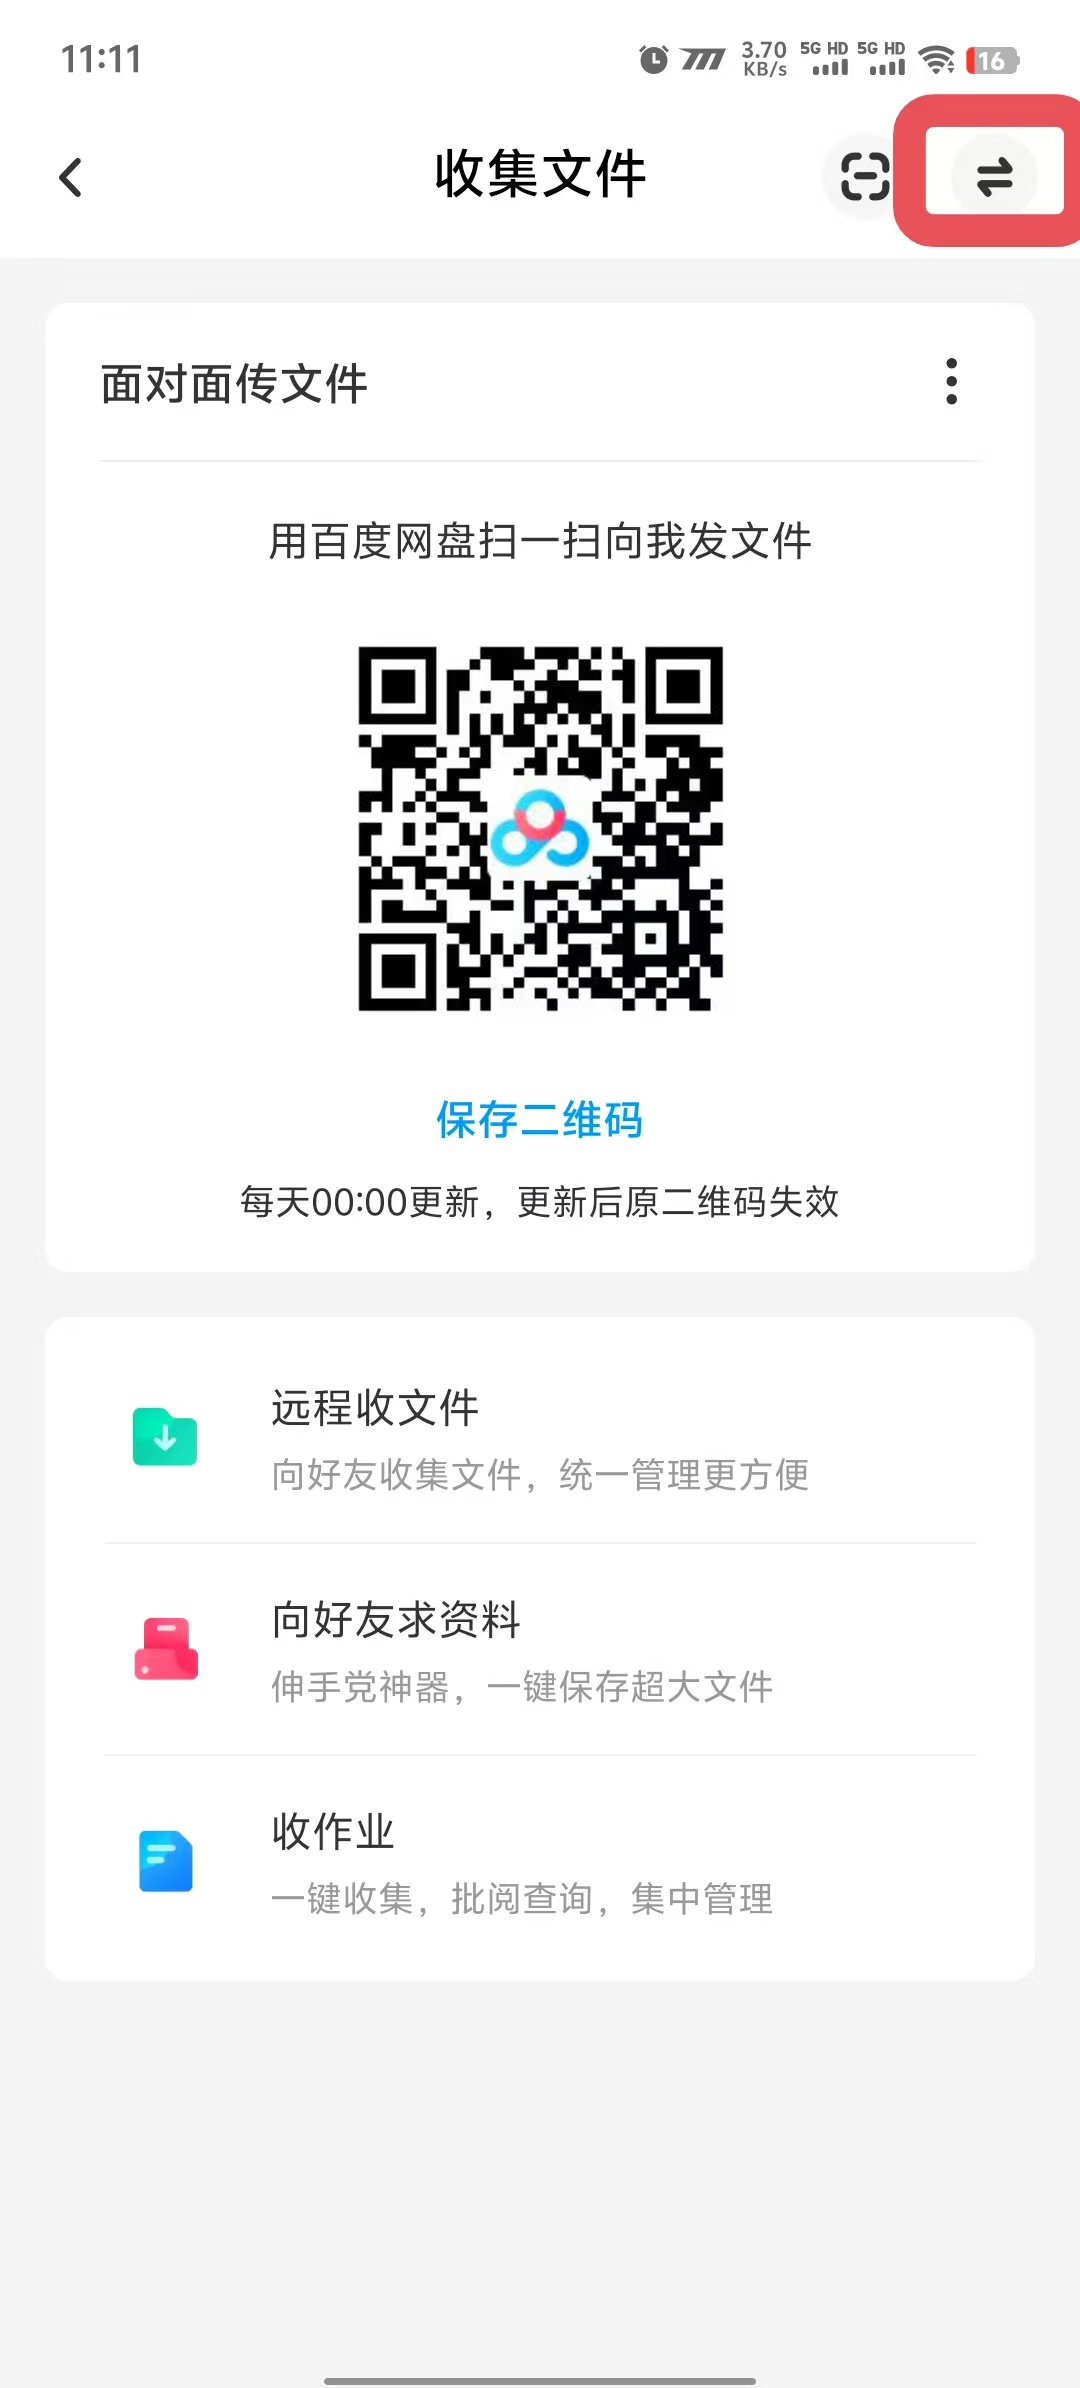 11:11
3.70 KB/s 5G HD 5G HD 16
收集文件
面对面传文件
用百度网盘扫一扫向我发文件
保存二维码
每天00:00更新，更新后原二维码失效
远程收文件
向好友收集文件，统一管理更方便
向好友求资料
伸手党神器，一键保存超大文件
收作业
一键收集，批阅查询，集中管理